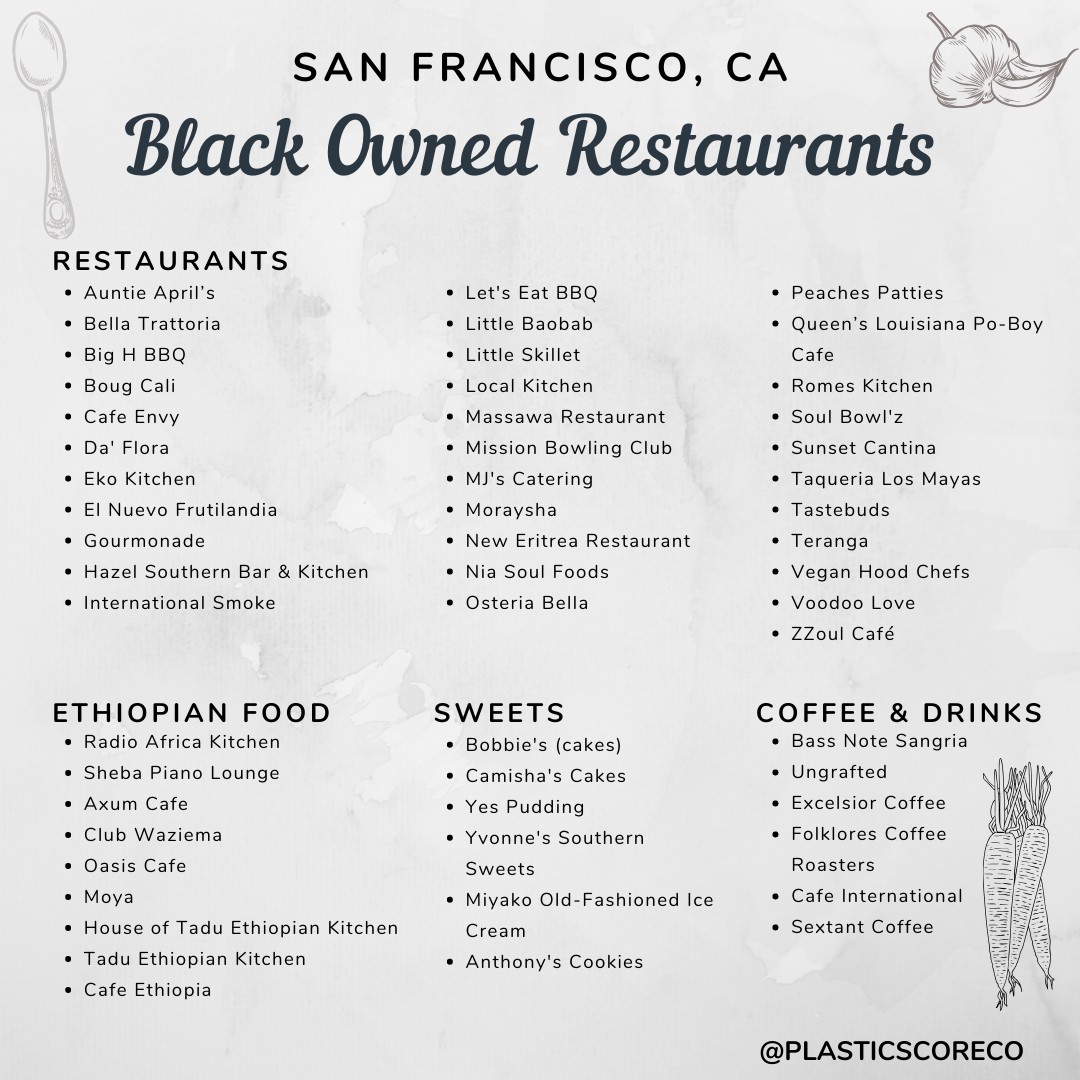 SAN FRANCISCO, CA
Black Owned Restaurants
RESTAURANTS
• Auntie April’s
• Bella Trattoria
• Big H BBQ
• Boug Cali
• Cafe Envy
• Da' Flora
• Eko Kitchen
• El Nuevo Frutilandia
• Gourmonade
• Hazel Southern Bar & Kitchen
• International Smoke
• Let's Eat BBQ
• Little Baobab
• Little Skillet
• Local Kitchen
• Massawa Restaurant
• Mission Bowling Club
• MJ's Catering
• Moraysha
• New Eritrea Restaurant
• Nia Soul Foods
• Osteria Bella
• Peaches Patties
• Queen’s Louisiana Po-Boy
Cafe
• Romes Kitchen
• Soul Bowl'z
• Sunset Cantina
• Taqueria Los Mayas
• Tastebuds
• Teranga
• Vegan Hood Chefs
• Voodoo Love
• ZZoul Café
ETHIOPIAN FOOD
• Radio Africa Kitchen
• Sheba Piano Lounge
• Axum Cafe
• Club Waziema
• Oasis Cafe
• Moya
• House of Tadu Ethiopian Kitchen
• Tadu Ethiopian Kitchen
• Cafe Ethiopia
SWEETS
• Bobbie's (cakes)
• Camisha's Cakes
• Yes Pudding
• Yvonne's Southern
Sweets
• Miyako Old-Fashioned Ice
Cream
• Anthony's Cookies
COFFEE & DRINKS
• Bass Note Sangria
• Ungrafted
• Excelsior Coffee
• Folklores Coffee
Roasters
• Cafe International
• Sextant Coffee
@PLASTICSCORECO